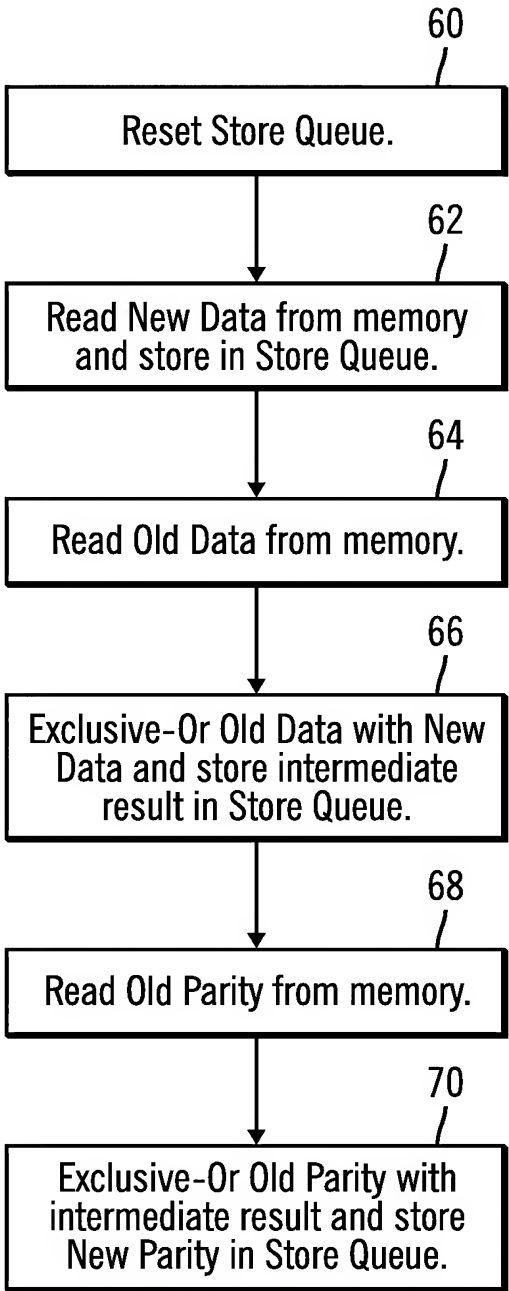 60
Reset Store Queue.
62
Read New Data from memory
and store in Store Queue.
64
Read Old Data from memory.
66
Exclusive-Or Old Data with New
Data and store intermediate
result in Store Queue.
68
Read Old Parity from memory.
70
Exclusive-Or Old Parity with
intermediate result and store
New Parity in Store Queue.